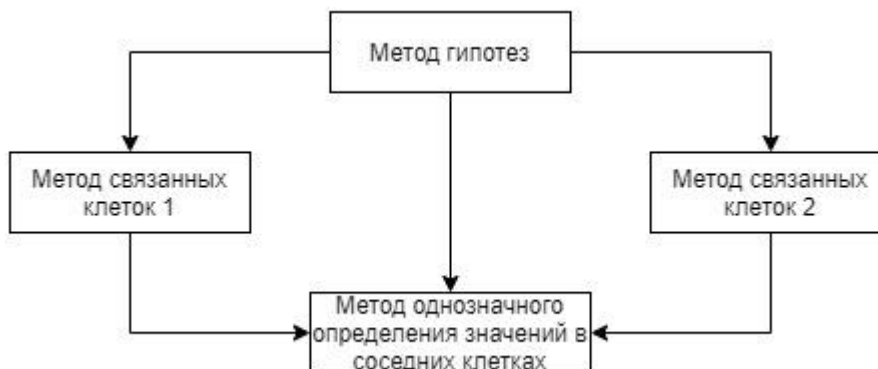 Метод гипотез
Метод связанных
клеток 1
Метод связанных
клеток 2
Метод однозначного
определения значений в
соседних клетках